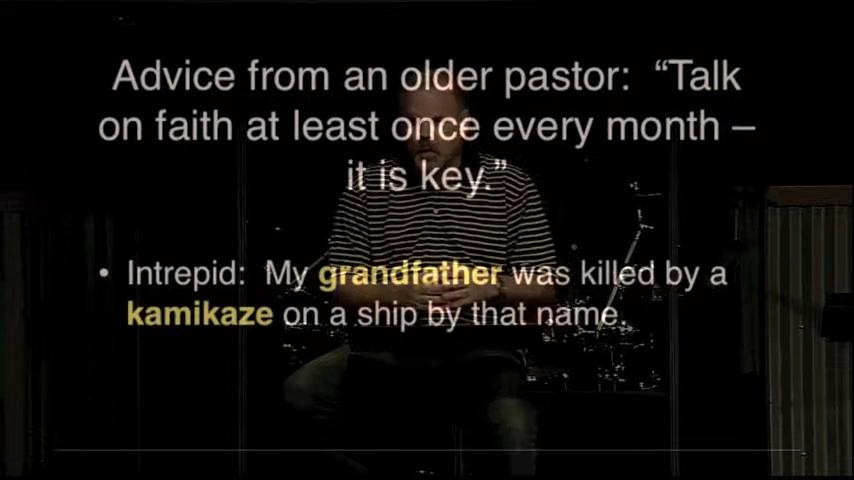 Advice from an older pastor: “Talk
on faith at least once every month –
it is key.”
• Intrepid: My grandfather was killed by a
kamikaze on a ship by that name.